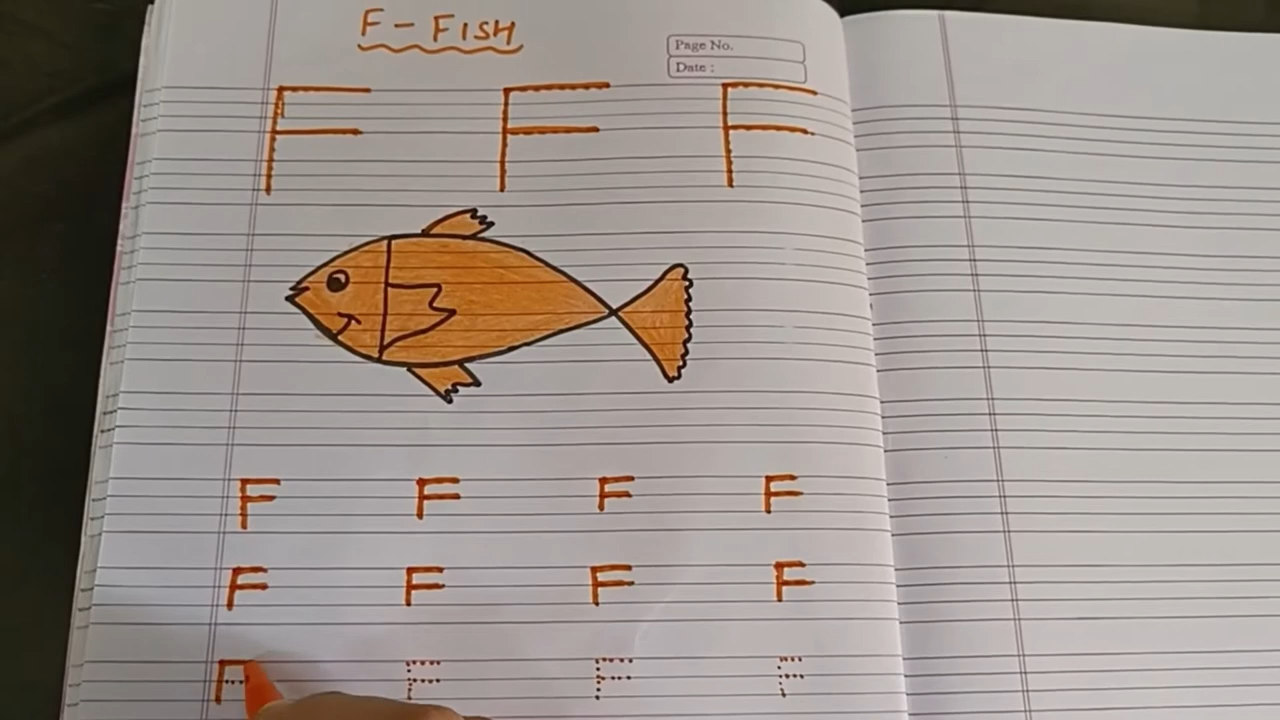 F - FISH
Page No.
Date :
F F F
F F F F
F F F F
F F F F